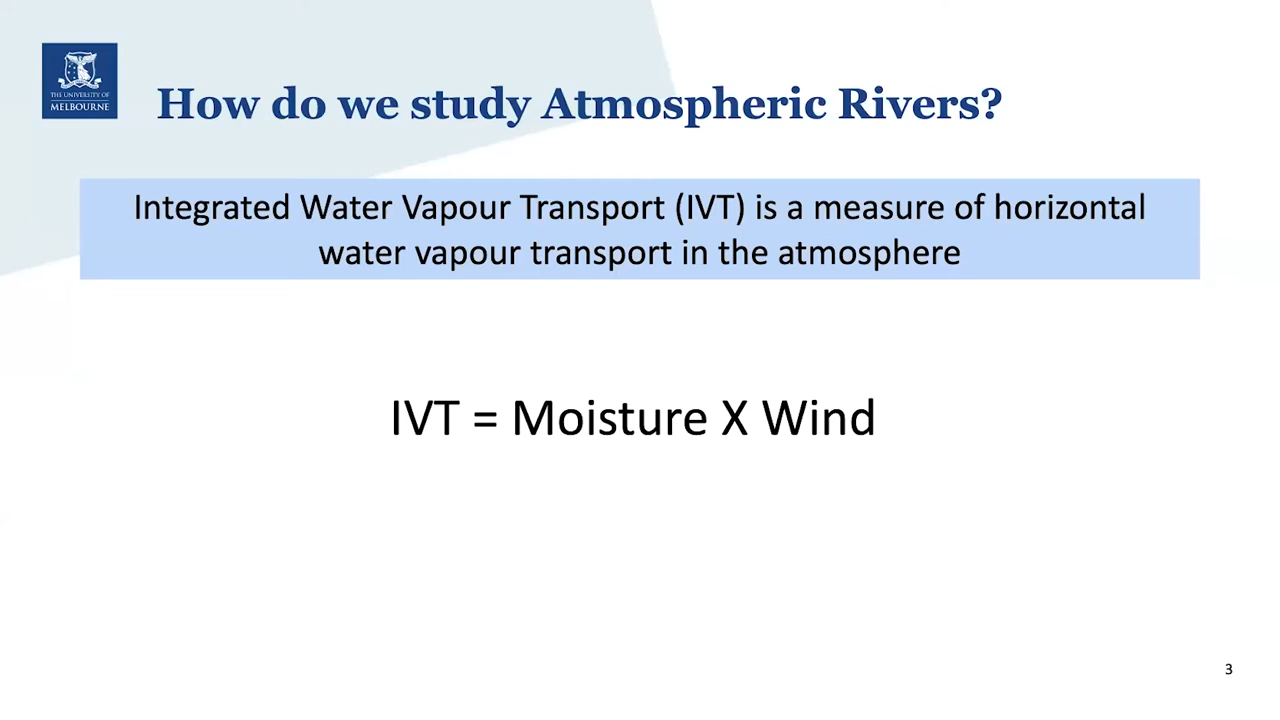 THE UNIVERSITY OF
MELBOURNE
How do we study Atmospheric Rivers?
Integrated Water Vapour Transport (IVT) is a measure of horizontal
water vapour transport in the atmosphere
IVT = Moisture X Wind
3